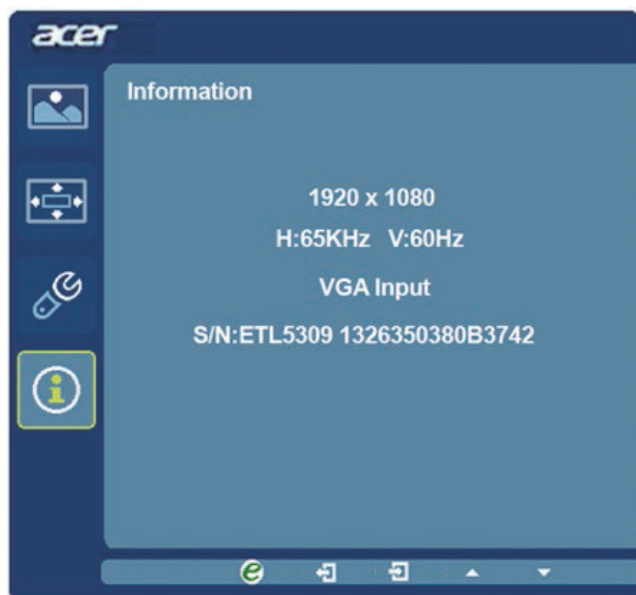 acer
Information
1920 x 1080
H:65KHz V:60Hz
VGA Input
S/N:ETL5309 1326350380B3742